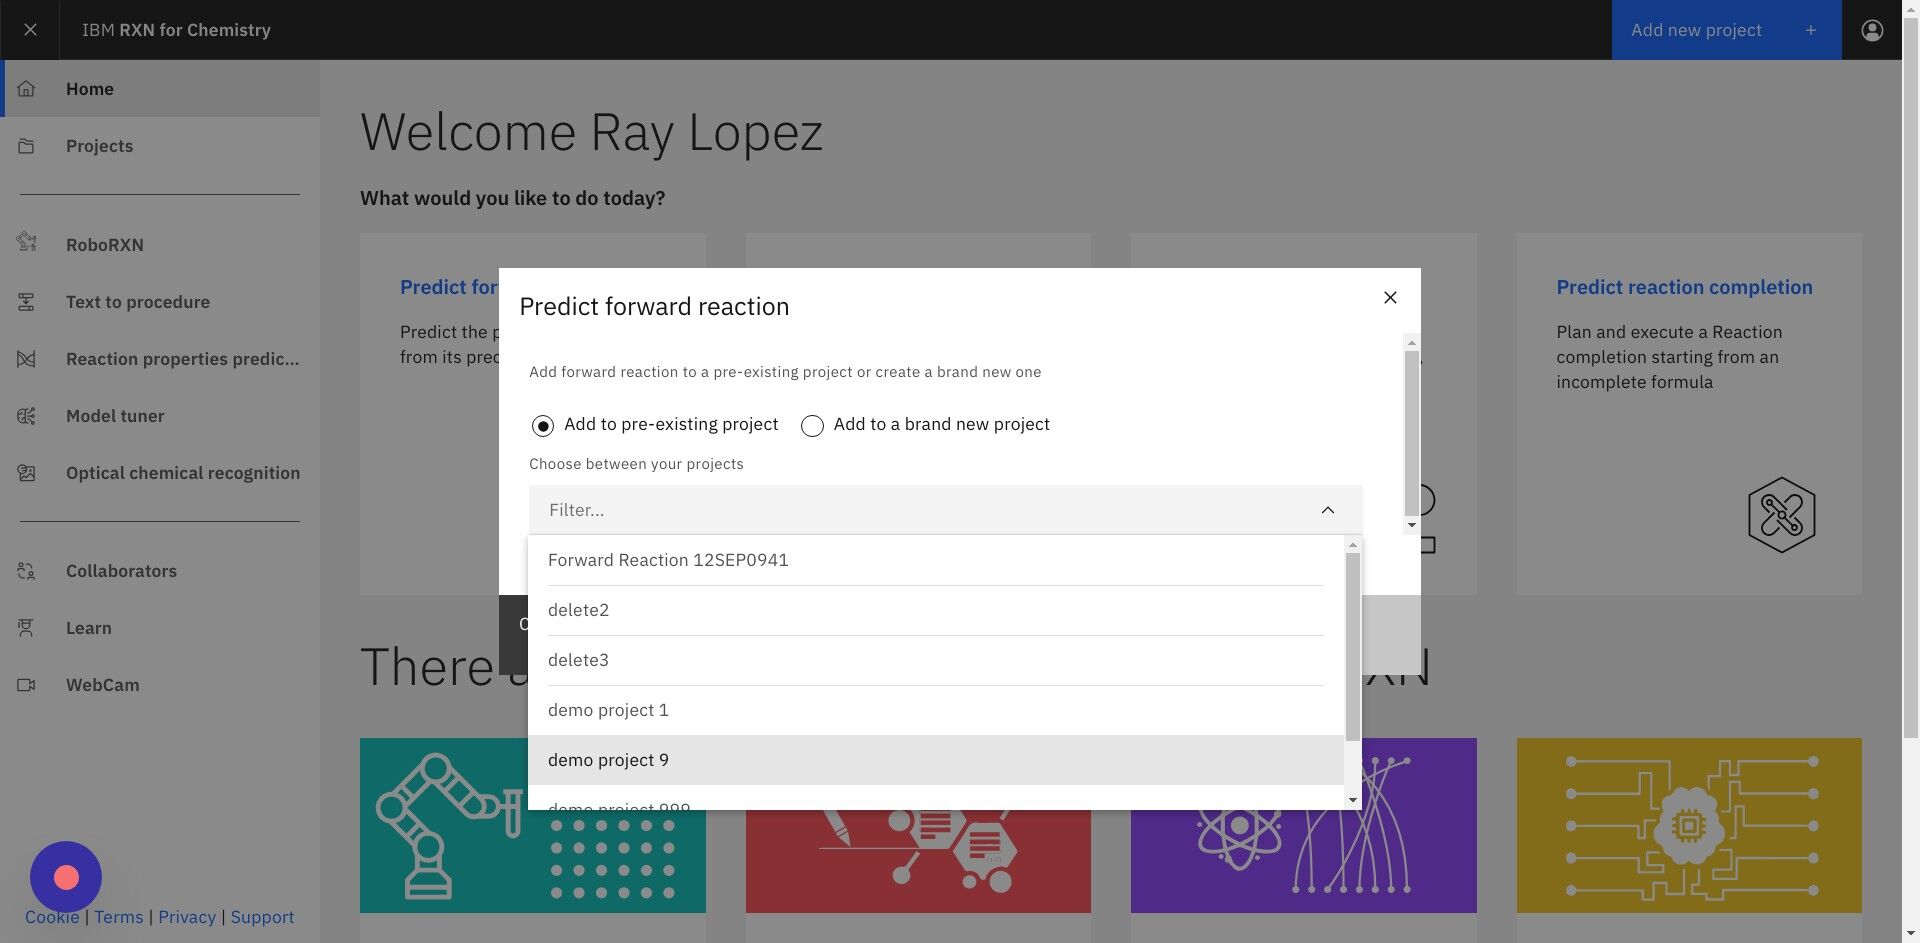 IBM RXN for Chemistry
Add new project +
Home
Projects
RoboRXN
Text to procedure
Reaction properties predic...
Model tuner
Optical chemical recognition
Collaborators
Learn
WebCam
Cookie | Terms | Privacy | Support
Welcome Ray Lopez
What would you like to do today?
Predict for
Predict the p
from its prec
Predict reaction completion
Plan and execute a Reaction
completion starting from an
incomplete formula
Predict forward reaction
Add forward reaction to a pre-existing project or create a brand new one
Add to pre-existing project
Add to a brand new project
Choose between your projects
Filter...
Forward Reaction 12SEP0941
delete2
delete3
demo project 1
demo project 9
demo project 999
There